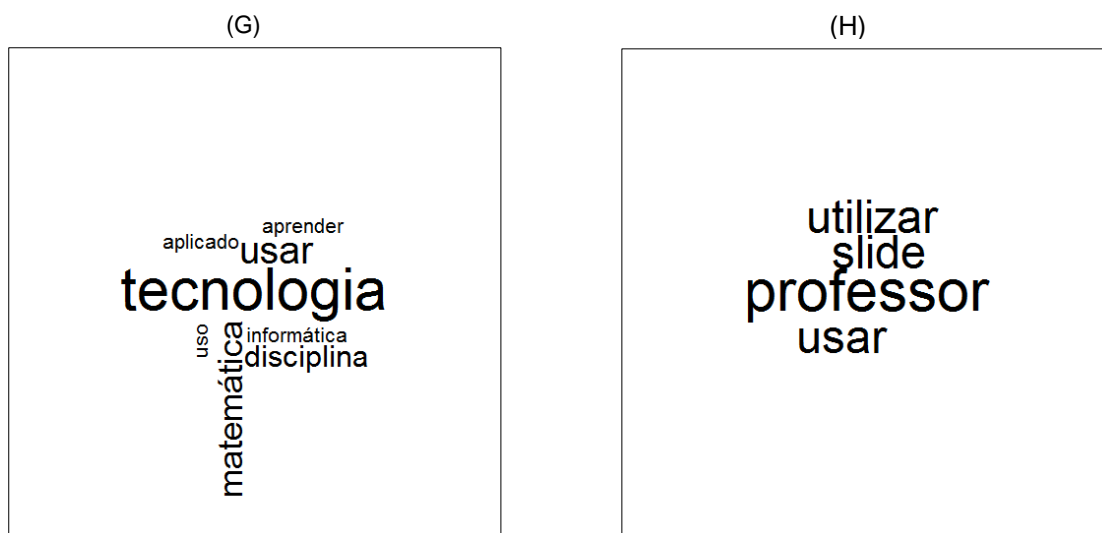 (G)
aprender
aplicado
usar
tecnologia
uso
matemática
informática
disciplina
(H)
utilizar
slide
professor
usar